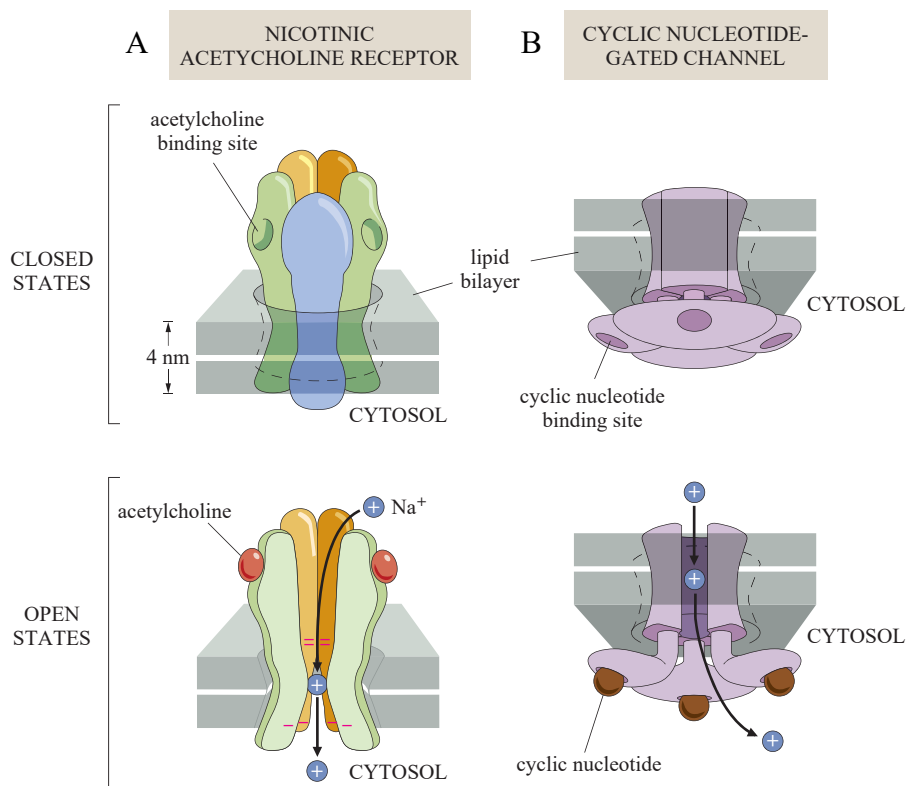 A
NICOTINIC
ACETYCHOLINE RECEPTOR
B
CYCLIC NUCLEOTIDE-
GATED CHANNEL
acetylcholine
binding site
CLOSED
STATES
lipid
bilayer
CYTOSOL
4 nm
cyclic nucleotide
binding site
CYTOSOL
acetylcholine
Na⁺
+
+
+
+
+
+
OPEN
STATES
CYTOSOL
cyclic nucleotide
CYTOSOL